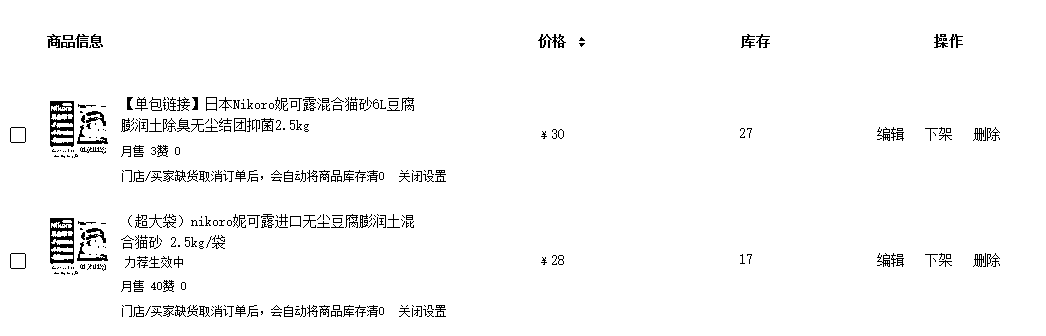 商品信息 价格 库存 操作
【单包链接】日本Nikoro妮可露混合猫砂6L豆腐
膨润土除臭无尘结团抑菌2.5kg
¥30 27 编辑 下架 删除
月售 3赞 0
门店/买家缺货取消订单后，会自动将商品库存清0 关闭设置
（超大袋）nikoro妮可露进口无尘豆腐膨润土混
合猫砂 2.5kg/袋
力荐生效中
¥28 17 编辑 下架 删除
月售 40赞 0
门店/买家缺货取消订单后，会自动将商品库存清0 关闭设置